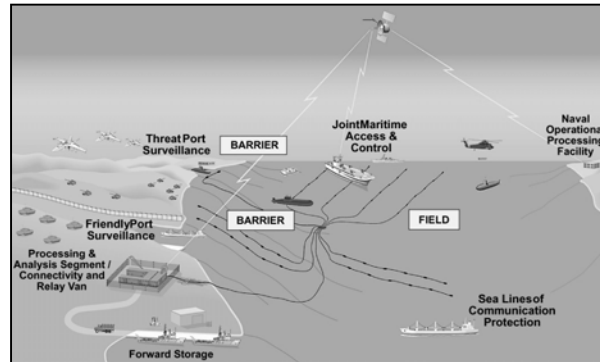 Threat Port
Surveillance
BARRIER
JointMaritime
Access &
Control
Naval
Operational
Processing
Facility
FriendlyPort
Surveillance
BARRIER
FIELD
Processing &
Analysis Segment /
Connectivity and
Relay Van
Sea Lines of
Communication
Protection
Forward Storage